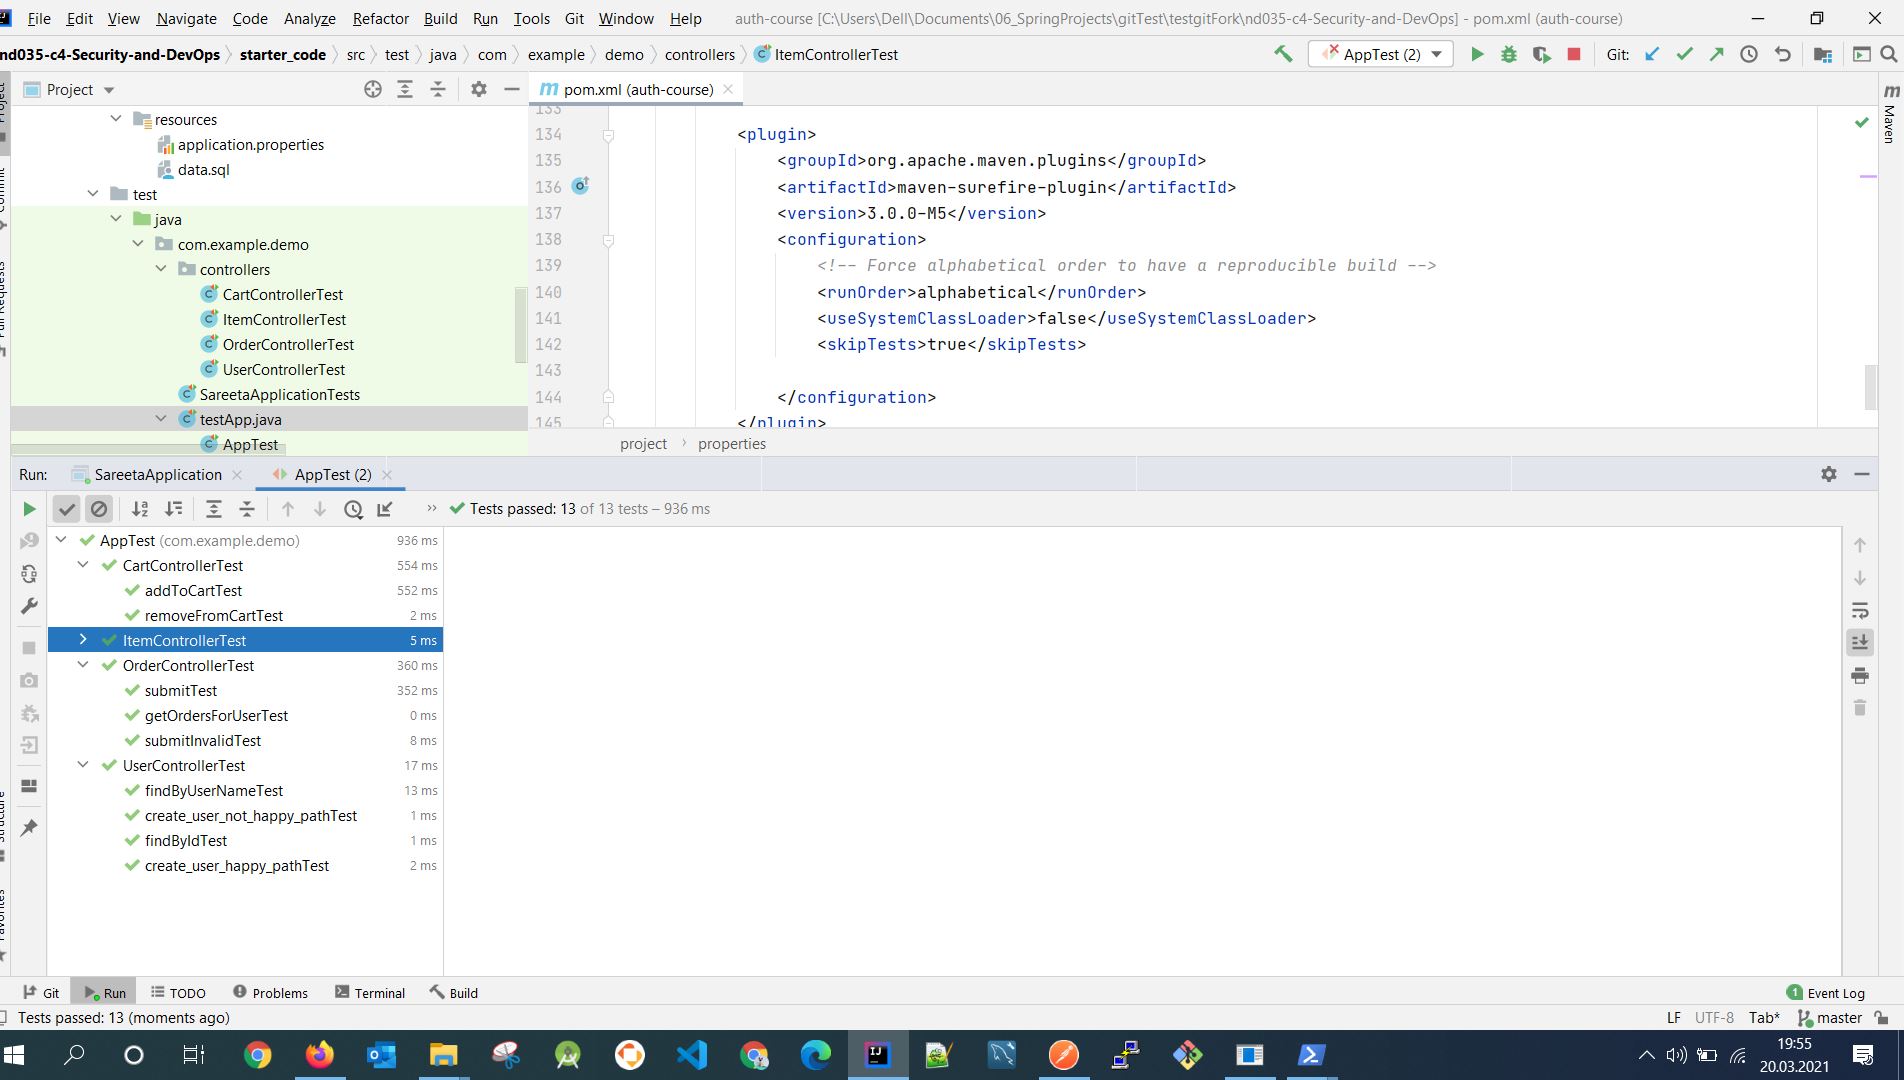 File Edit View Navigate Code Analyze Refactor Build Run Tools Git Window Help auth-course [C:\Users\Dell\Documents\06_SpringProjects\gitTest\testgitFork\nd035-c4-Security-and-DevOps] - pom.xml (auth-course)
nd035-c4-Security-and-DevOps starter_code src test java com example demo controllers ItemControllerTest AppTest (2) Git:
Project
pom.xml (auth-course)
Maven
resources
application.properties
data.sql
test
java
com.example.demo
controllers
CartControllerTest
ItemControllerTest
OrderControllerTest
UserControllerTest
SareetaApplicationTests
testApp.java
AppTest
133
134 <plugin>
135 <groupId>org.apache.maven.plugins</groupId>
136 <artifactId>maven-surefire-plugin</artifactId>
137 <version>3.0.0-M5</version>
138 <configuration>
139 <!-- Force alphabetical order to have a reproducible build -->
140 <runOrder>alphabetical</runOrder>
141 <useSystemClassLoader>false</useSystemClassLoader>
142 <skipTests>true</skipTests>
143
144 </configuration>
145 </plugin>
project › properties
Run: SareetaApplication AppTest (2)
Tests passed: 13 of 13 tests – 936 ms
AppTest (com.example.demo) 936 ms
CartControllerTest 554 ms
addToCartTest 552 ms
removeFromCartTest 2 ms
ItemControllerTest 5 ms
OrderControllerTest 360 ms
submitTest 352 ms
getOrdersForUserTest 0 ms
submitInvalidTest 8 ms
UserControllerTest 17 ms
findByUserNameTest 13 ms
create_user_not_happy_pathTest 1 ms
findByIdTest 1 ms
create_user_happy_pathTest 2 ms
Git Run TODO Problems Terminal Build 1 Event Log
Tests passed: 13 (moments ago) LF UTF-8 Tab* master
19:55
20.03.2021